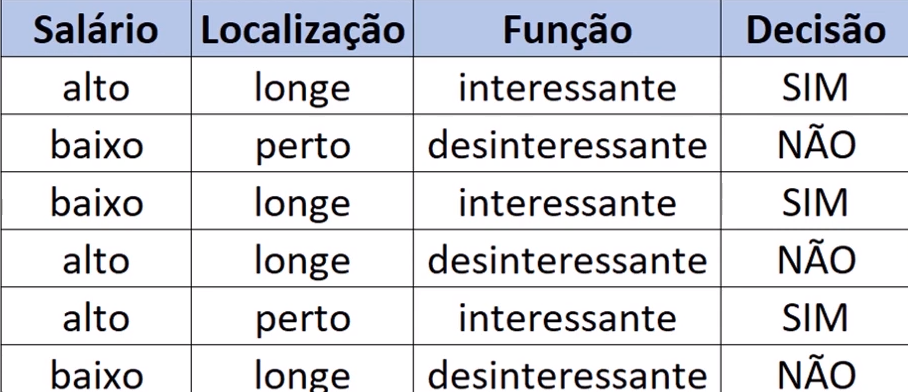 Salário Localização Função Decisão
alto longe interessante SIM
baixo perto desinteressante NÃO
baixo longe interessante SIM
alto longe desinteressante NÃO
alto perto interessante SIM
baixo longe desinteressante NÃO